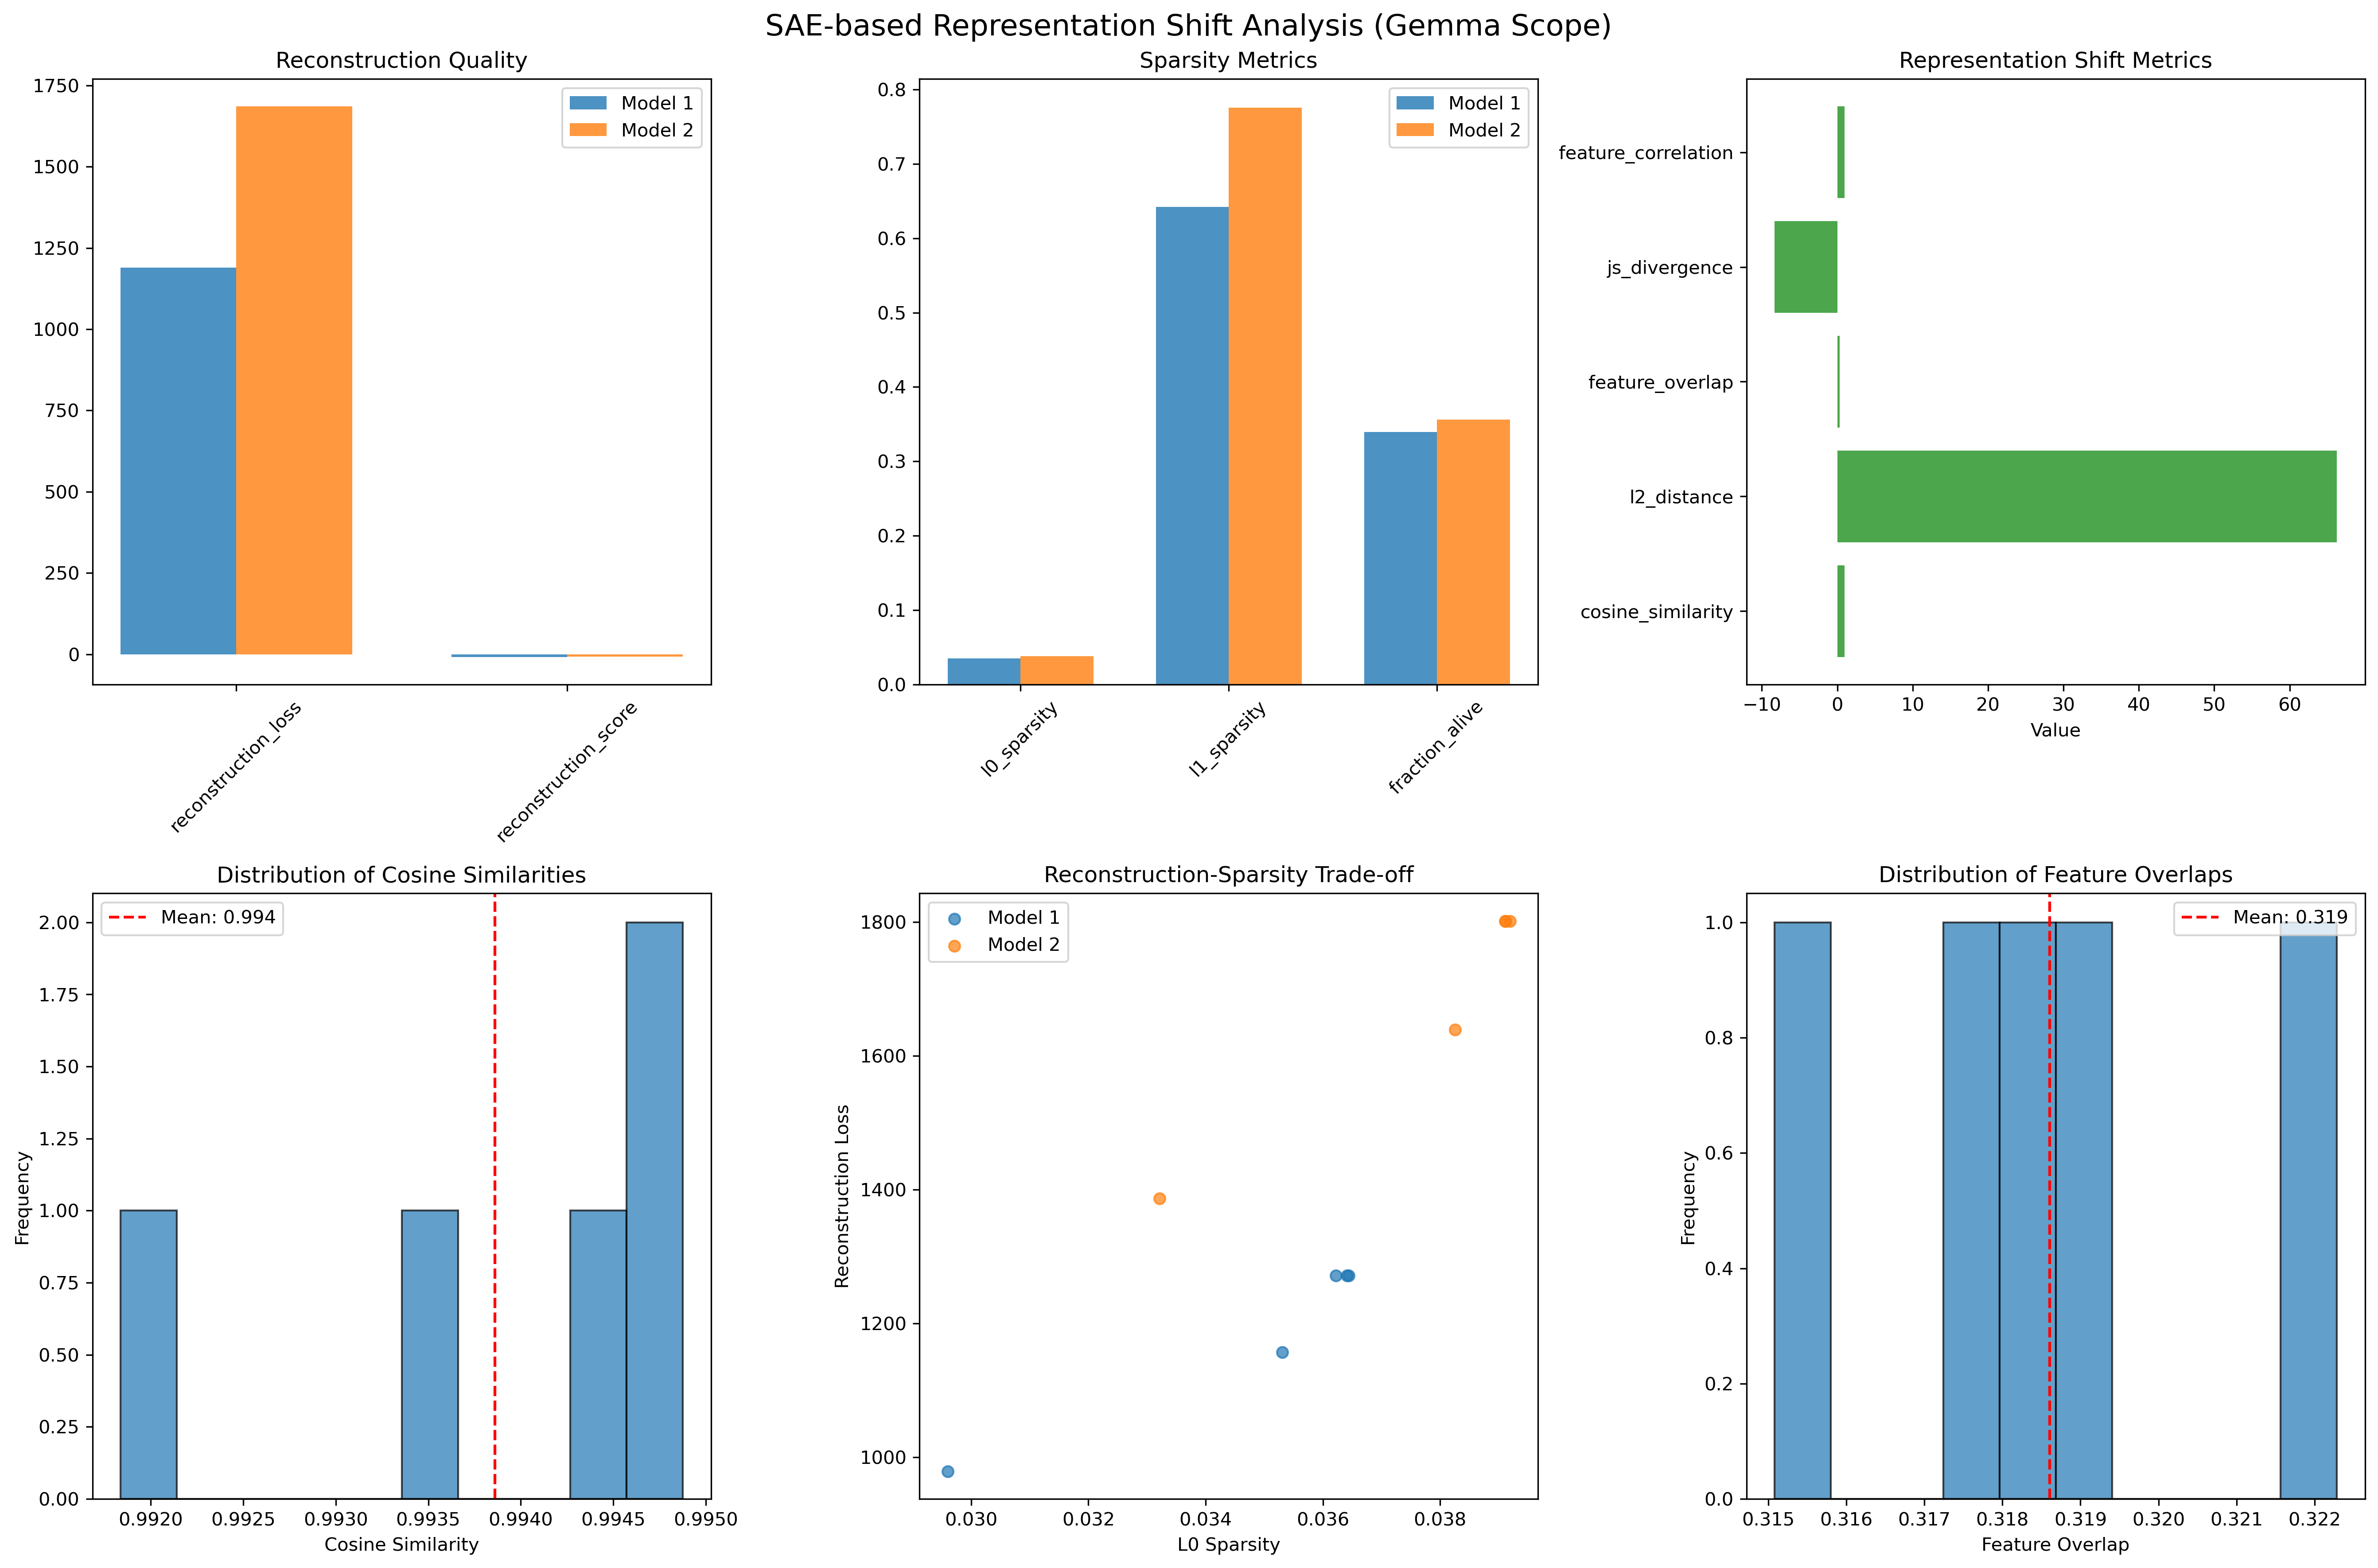 SAE-based Representation Shift Analysis (Gemma Scope)
Reconstruction Quality
1750
1500
1250
1000
750
500
250
0
Model 1
Model 2
reconstruction_loss
reconstruction_score
Sparsity Metrics
0.8
0.7
0.6
0.5
0.4
0.3
0.2
0.1
0.0
Model 1
Model 2
l0_sparsity
l1_sparsity
fraction_alive
Representation Shift Metrics
feature_correlation
js_divergence
feature_overlap
l2_distance
cosine_similarity
−10 0 10 20 30 40 50 60
Value
Distribution of Cosine Similarities
Mean: 0.994
Frequency
2.00
1.75
1.50
1.25
1.00
0.75
0.50
0.25
0.00
0.9920 0.9925 0.9930 0.9935 0.9940 0.9945 0.9950
Cosine Similarity
Reconstruction-Sparsity Trade-off
Model 1
Model 2
Reconstruction Loss
1800
1600
1400
1200
1000
0.030 0.032 0.034 0.036 0.038
L0 Sparsity
Distribution of Feature Overlaps
Mean: 0.319
Frequency
1.0
0.8
0.6
0.4
0.2
0.0
0.315 0.316 0.317 0.318 0.319 0.320 0.321 0.322
Feature Overlap